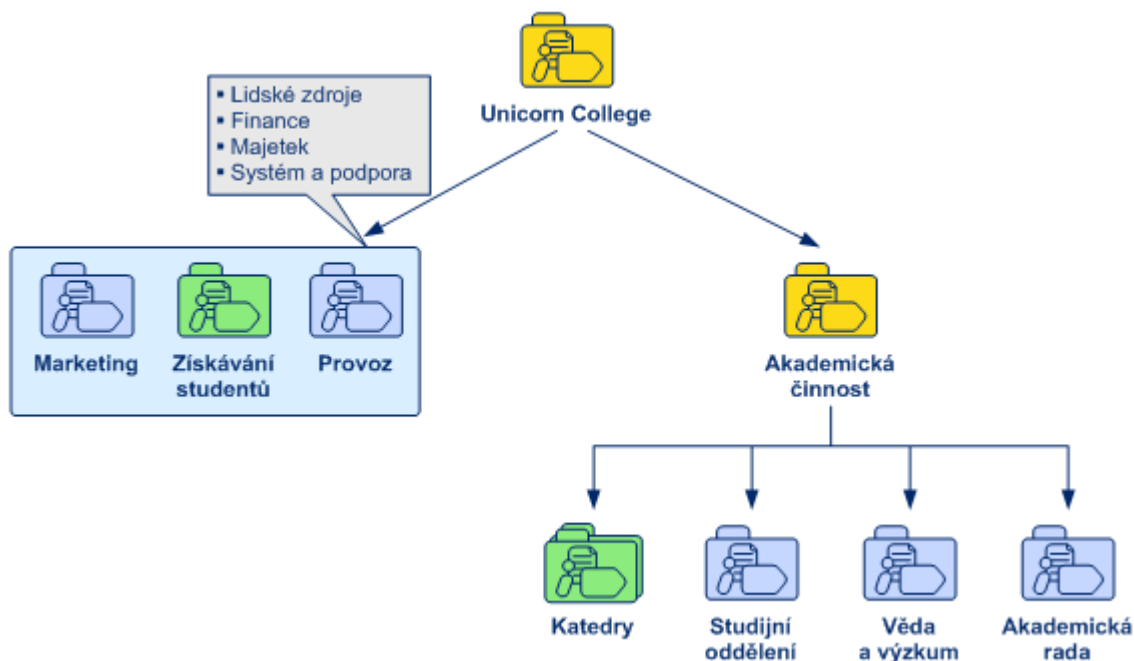 Unicorn College
▪ Lidské zdroje
▪ Finance
▪ Majetek
▪ Systém a podpora
Marketing
Získávání
studentů
Provoz
Akademická
činnost
Katedry
Studijní
oddělení
Věda
a výzkum
Akademická
rada